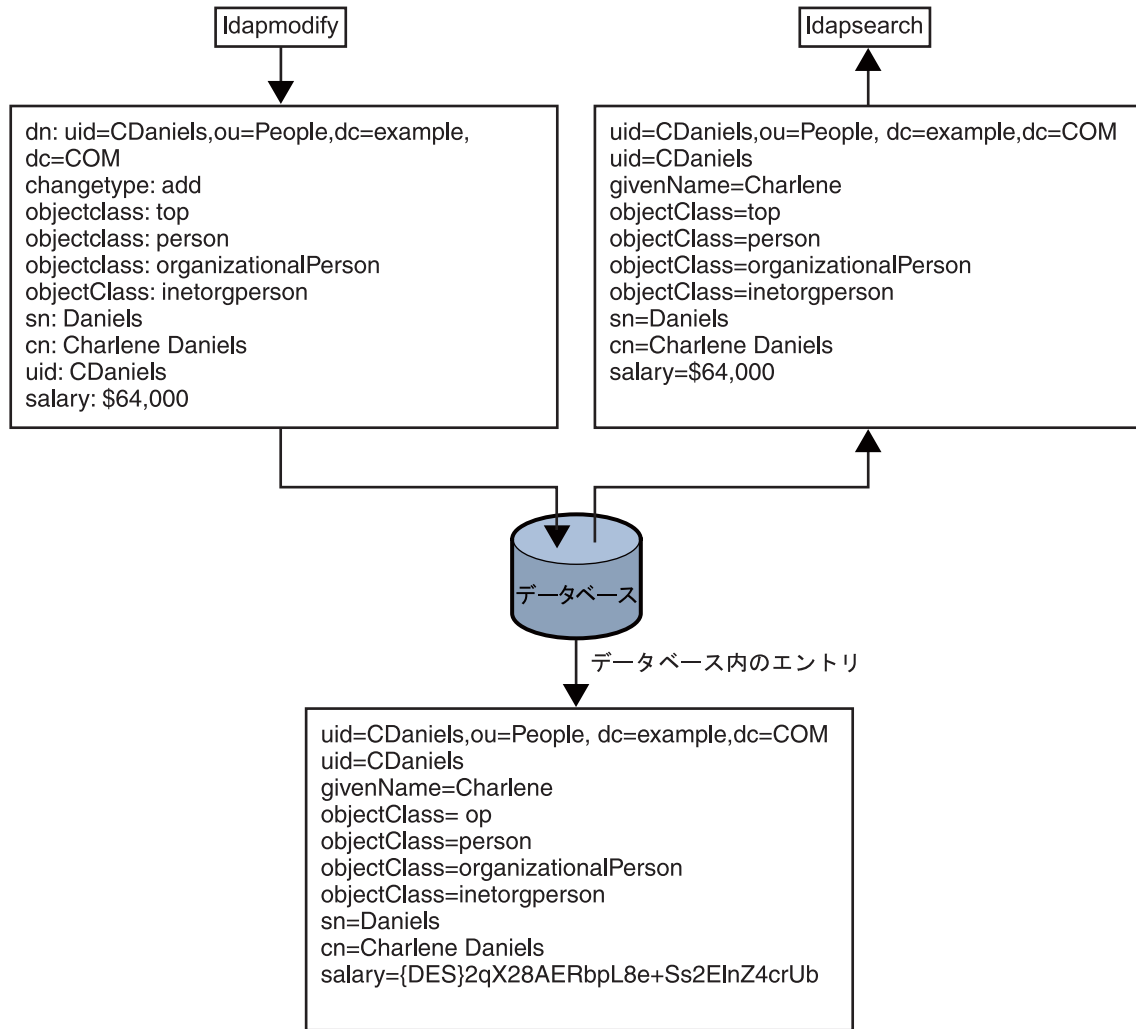 ldapmodify
ldapsearch
dn: uid=CDaniels,ou=People,dc=example,
dc=COM
changetype: add
objectclass: top
objectclass: person
objectclass: organizationalPerson
objectClass: inetorgperson
sn: Daniels
cn: Charlene Daniels
uid: CDaniels
salary: $64,000
uid=CDaniels,ou=People, dc=example,dc=COM
uid=CDaniels
givenName=Charlene
objectClass=top
objectClass=person
objectClass=organizationalPerson
objectClass=inetorgperson
sn=Daniels
cn=Charlene Daniels
salary=$64,000
データベース
データベース内のエントリ
uid=CDaniels,ou=People, dc=example,dc=COM
uid=CDaniels
givenName=Charlene
objectClass= op
objectClass=person
objectClass=organizationalPerson
objectClass=inetorgperson
sn=Daniels
cn=Charlene Daniels
salary={DES}2qX28AERbpL8e+Ss2ElnZ4crUb